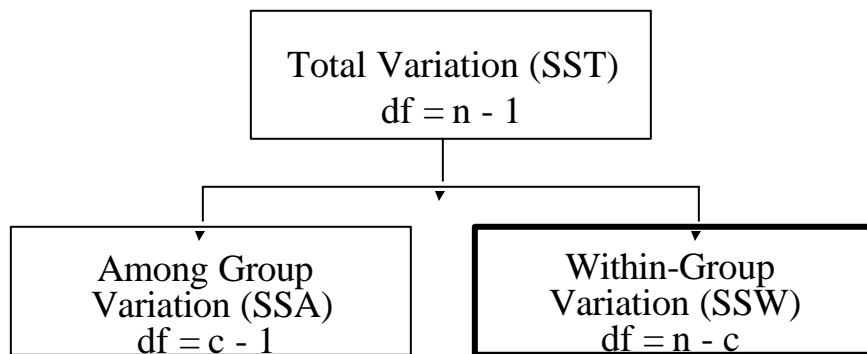 Total Variation (SST)
df = n - 1
Among Group
Variation (SSA)
df = c - 1
Within-Group
Variation (SSW)
df = n - c